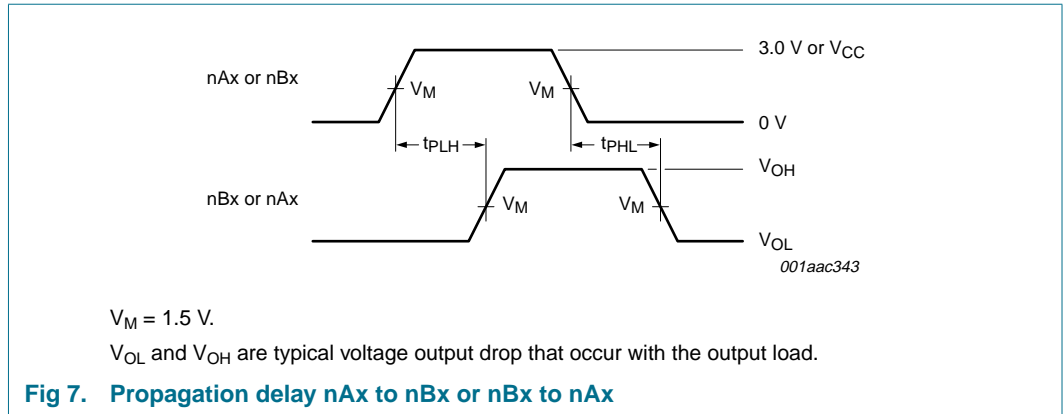 3.0 V or VCC
nAx or nBx
VM
VM
0 V
tPLH
tPHL
VOH
nBx or nAx
VM
VM
VOL
001aac343
VM = 1.5 V.
VOL and VOH are typical voltage output drop that occur with the output load.
Fig 7. Propagation delay nAx to nBx or nBx to nAx